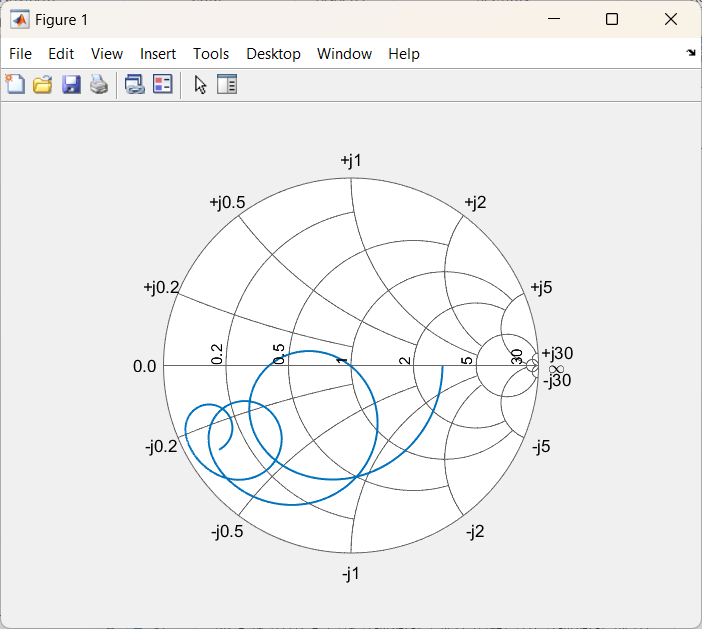 Figure 1
File Edit View Insert Tools Desktop Window Help
+j1
+j0.5 +j2
+j0.2 +j5
0.0 0.2 0.5 1 2 5 30 +j30
∞
-j30
-j0.2 -j5
-j0.5 -j2
-j1